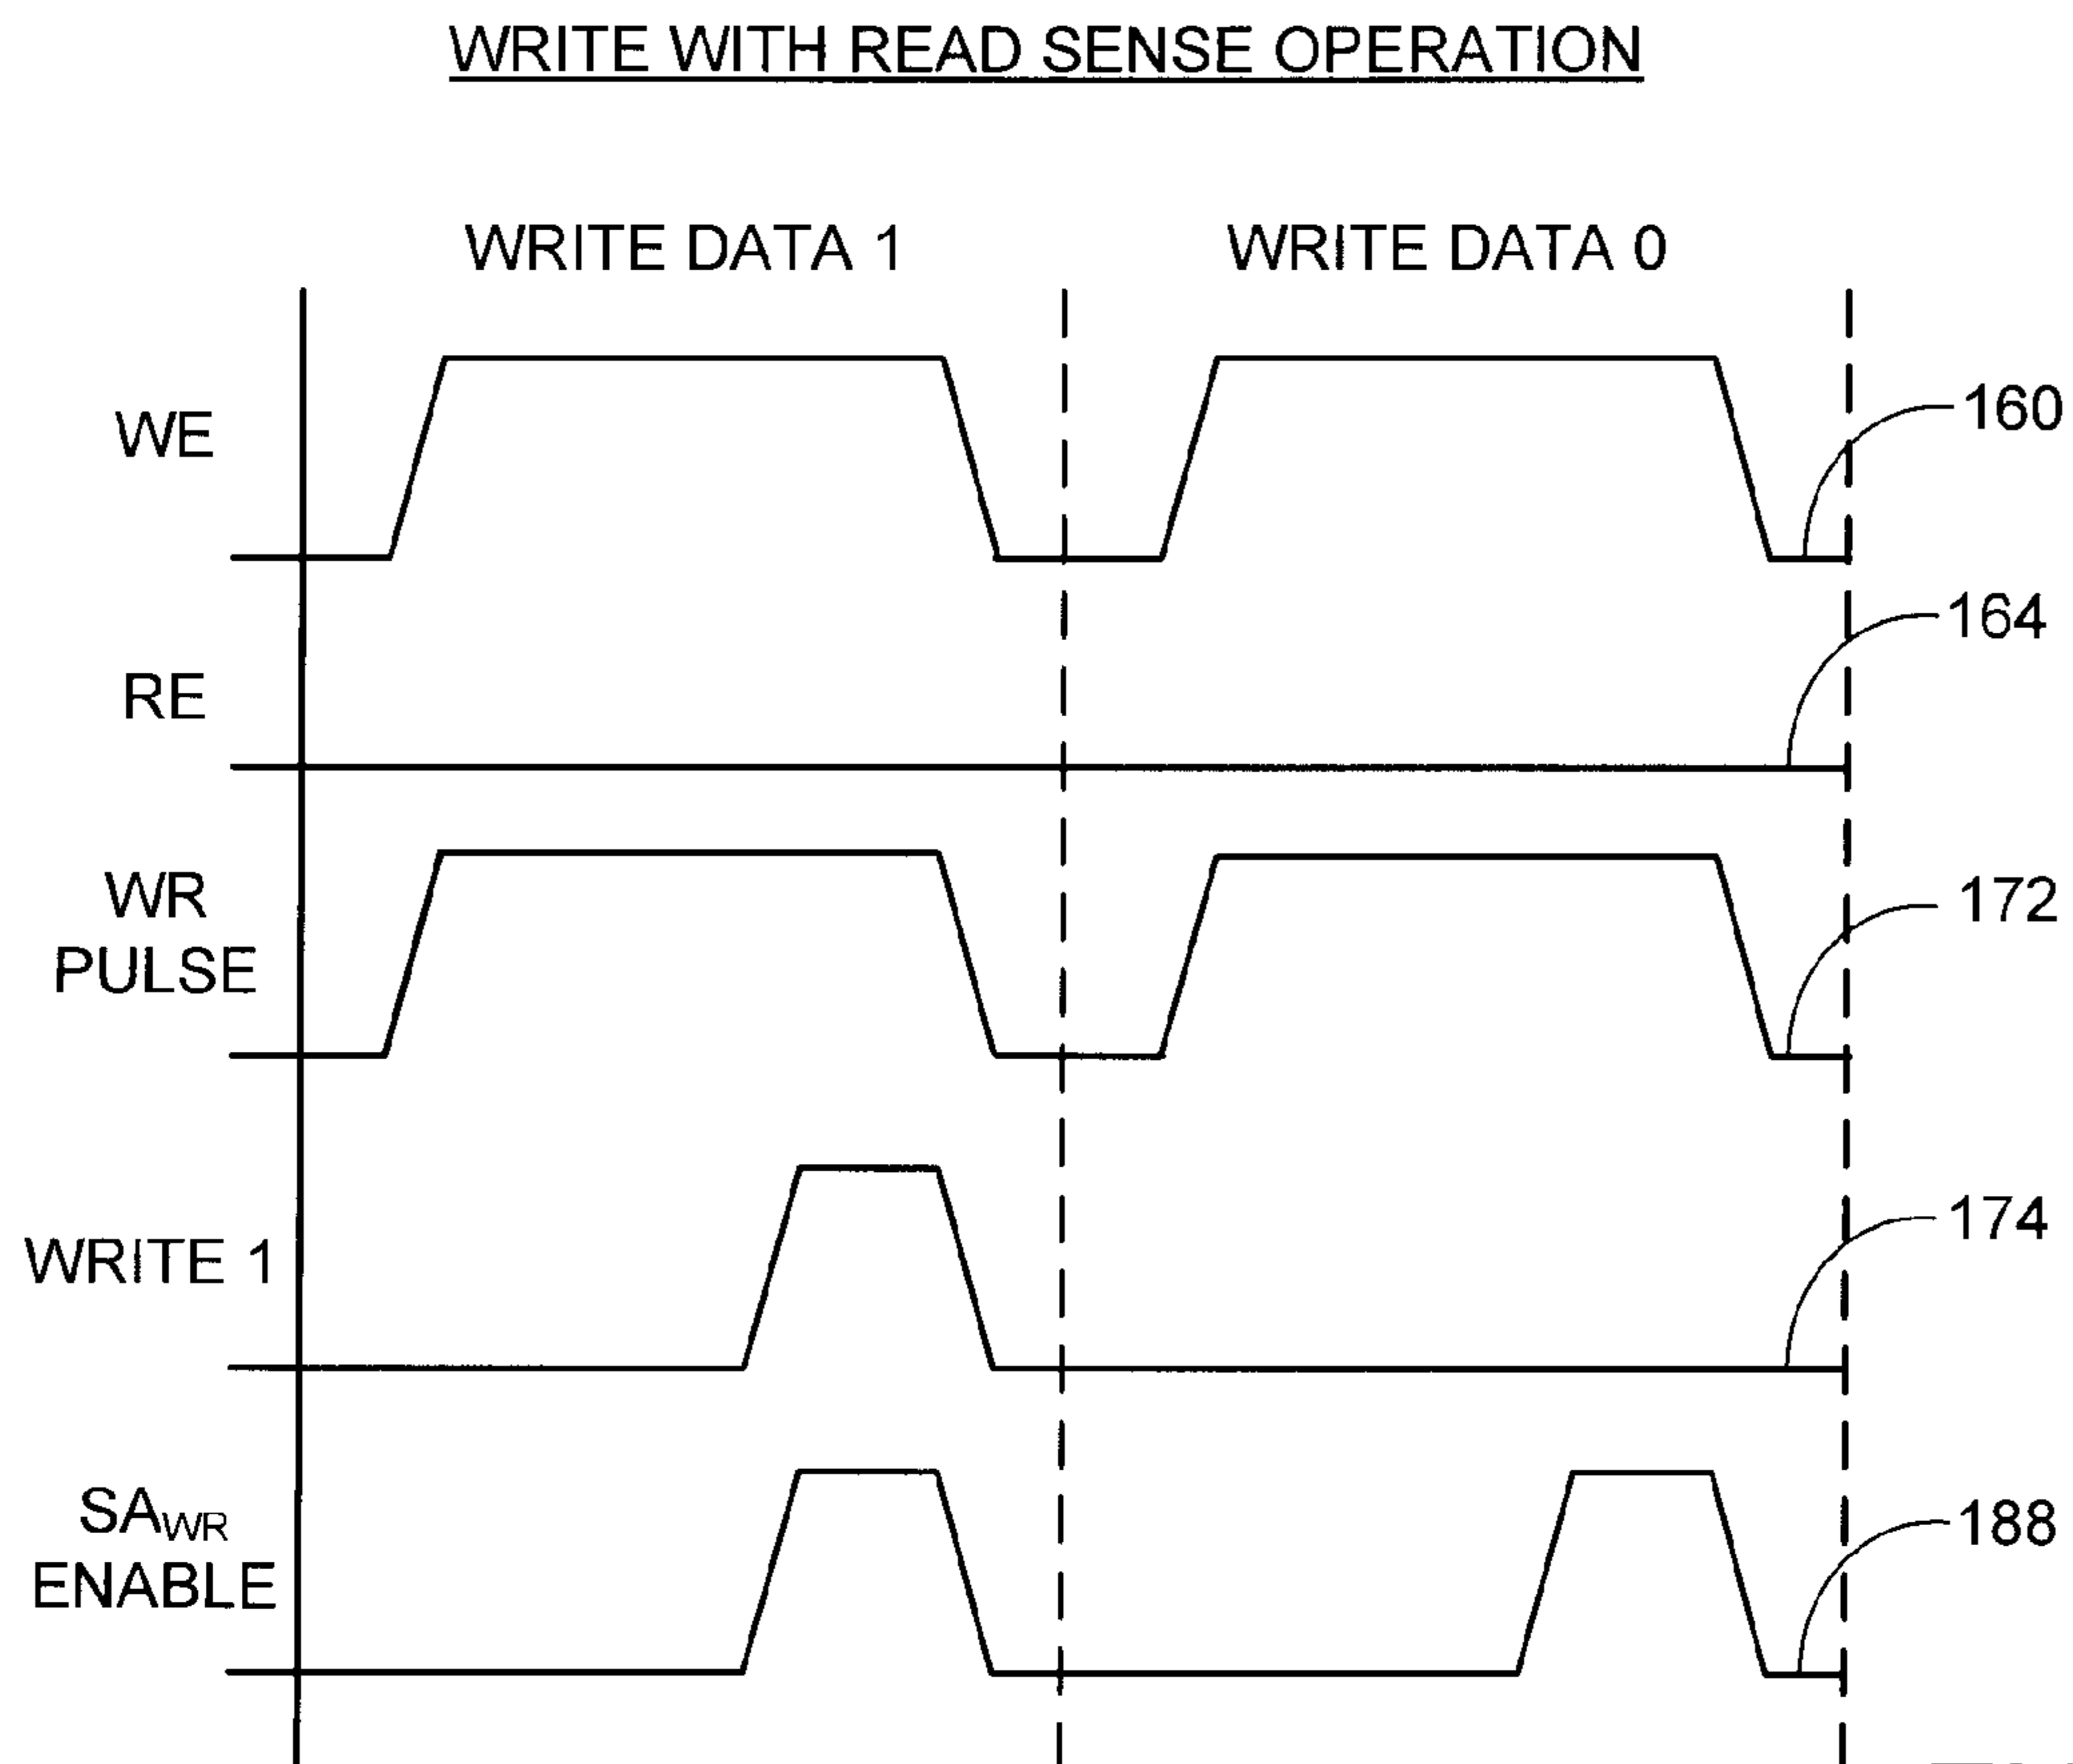 WRITE WITH READ SENSE OPERATION
WRITE DATA 1
WRITE DATA 0
WE
160
RE
164
WR
PULSE
172
WRITE 1
174
SAWR
ENABLE
188